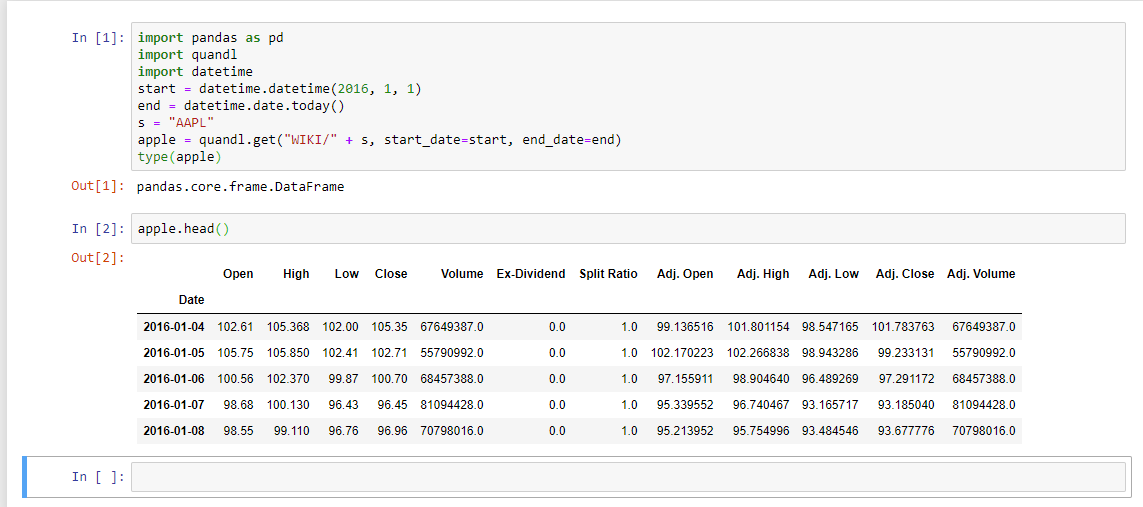 In [1]: import pandas as pd
import quandl
import datetime
start = datetime.datetime(2016, 1, 1)
end = datetime.date.today()
s = "AAPL"
apple = quandl.get("WIKI/" + s, start_date=start, end_date=end)
type(apple)
Out[1]: pandas.core.frame.DataFrame
In [2]: apple.head()
Out[2]:
Open High Low Close Volume Ex-Dividend Split Ratio Adj. Open Adj. High Adj. Low Adj. Close Adj. Volume
Date
2016-01-04 102.61 105.368 102.00 105.35 67649387.0 0.0 1.0 99.136516 101.801154 98.547165 101.783763 67649387.0
2016-01-05 105.75 105.850 102.41 102.71 55790992.0 0.0 1.0 102.170223 102.266838 98.943286 99.233131 55790992.0
2016-01-06 100.56 102.370 99.87 100.70 68457388.0 0.0 1.0 97.155911 98.904640 96.489269 97.291172 68457388.0
2016-01-07 98.68 100.130 96.43 96.45 81094428.0 0.0 1.0 95.339552 96.740467 93.165717 93.185040 81094428.0
2016-01-08 98.55 99.110 96.76 96.96 70798016.0 0.0 1.0 95.213952 95.754996 93.484546 93.677776 70798016.0
In [ ]: